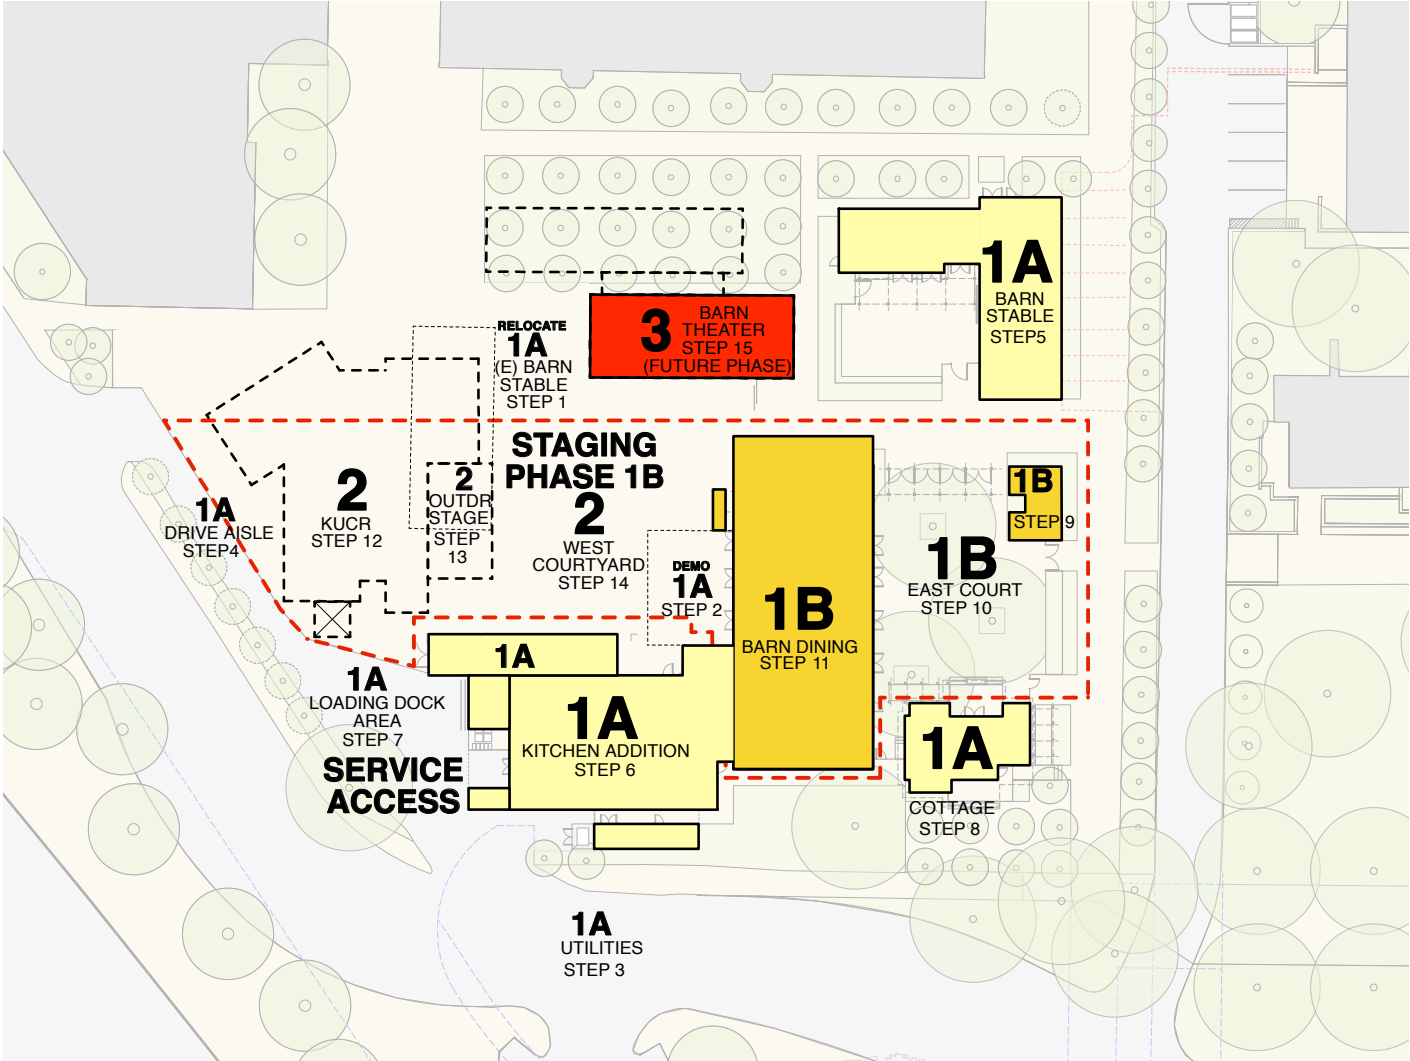 1A
BARN
STABLE
STEP5
3
BARN
THEATER
STEP 15
(FUTURE PHASE)
RELOCATE
1A
(E) BARN
STABLE
STEP 1
STAGING
PHASE 1B
2
KUCR
STEP 12
2
OUTDR
STAGE
STEP
13
2
WEST
COURTYARD
STEP 14
1A
DRIVE AISLE
STEP4
DEMO
1A
STEP 2
1B
BARN DINING
STEP 11
1B
STEP 9
1B
EAST COURT
STEP 10
1A
1A
LOADING DOCK
AREA
STEP 7
1A
KITCHEN ADDITION
STEP 6
SERVICE
ACCESS
1A
COTTAGE
STEP 8
1A
UTILITIES
STEP 3